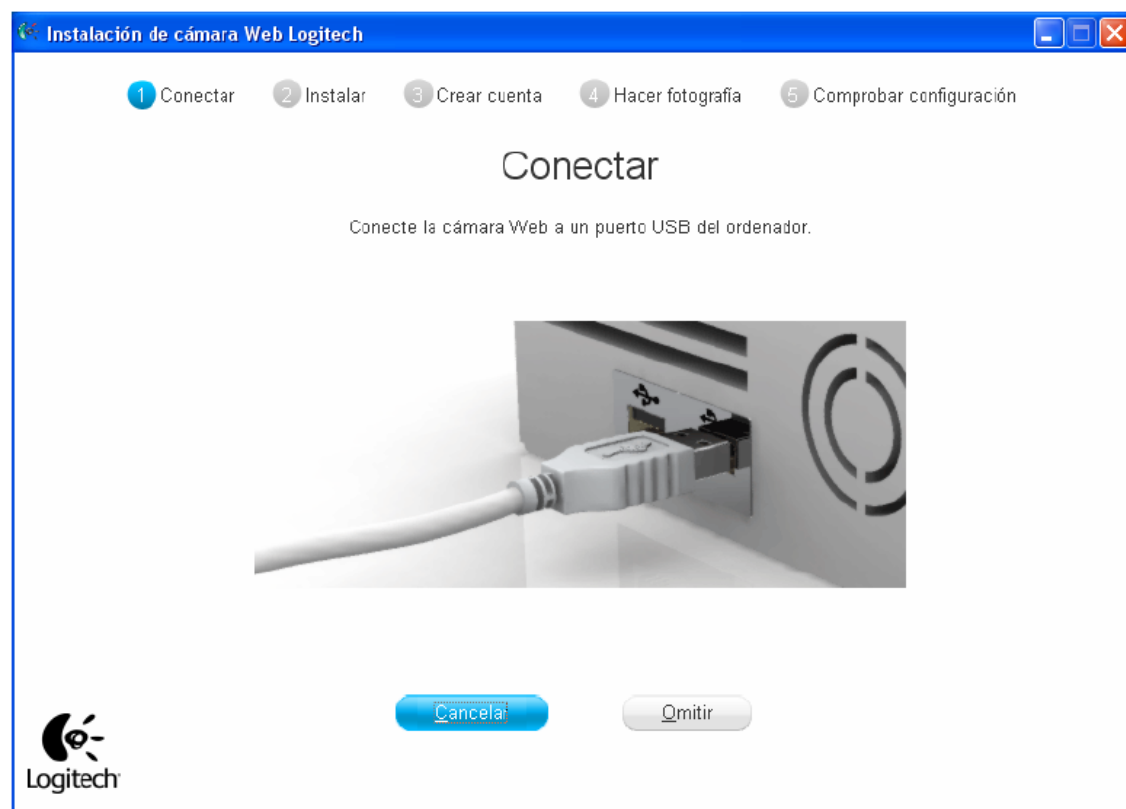 Instalación de cámara Web Logitech
1 Conectar 2 Instalar 3 Crear cuenta 4 Hacer fotografía 5 Comprobar configuración
Conectar
Conecte la cámara Web a un puerto USB del ordenador.
Cancelar Omitir
Logitech